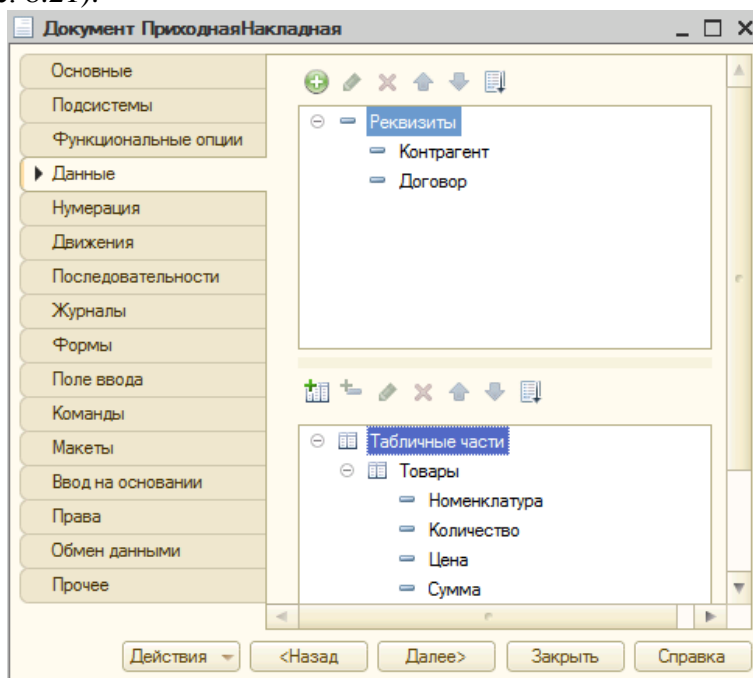 с. 8.21).
Документ ПриходнаяНакладная
Основные
Подсистемы
Функциональные опции
Данные
Нумерация
Движения
Последовательности
Журналы
Формы
Поле ввода
Команды
Макеты
Ввод на основании
Права
Обмен данными
Прочее
Реквизиты
Контрагент
Договор
Табличные части
Товары
Номенклатура
Количество
Цена
Сумма
Действия
<Назад
Далее>
Закрыть
Справка